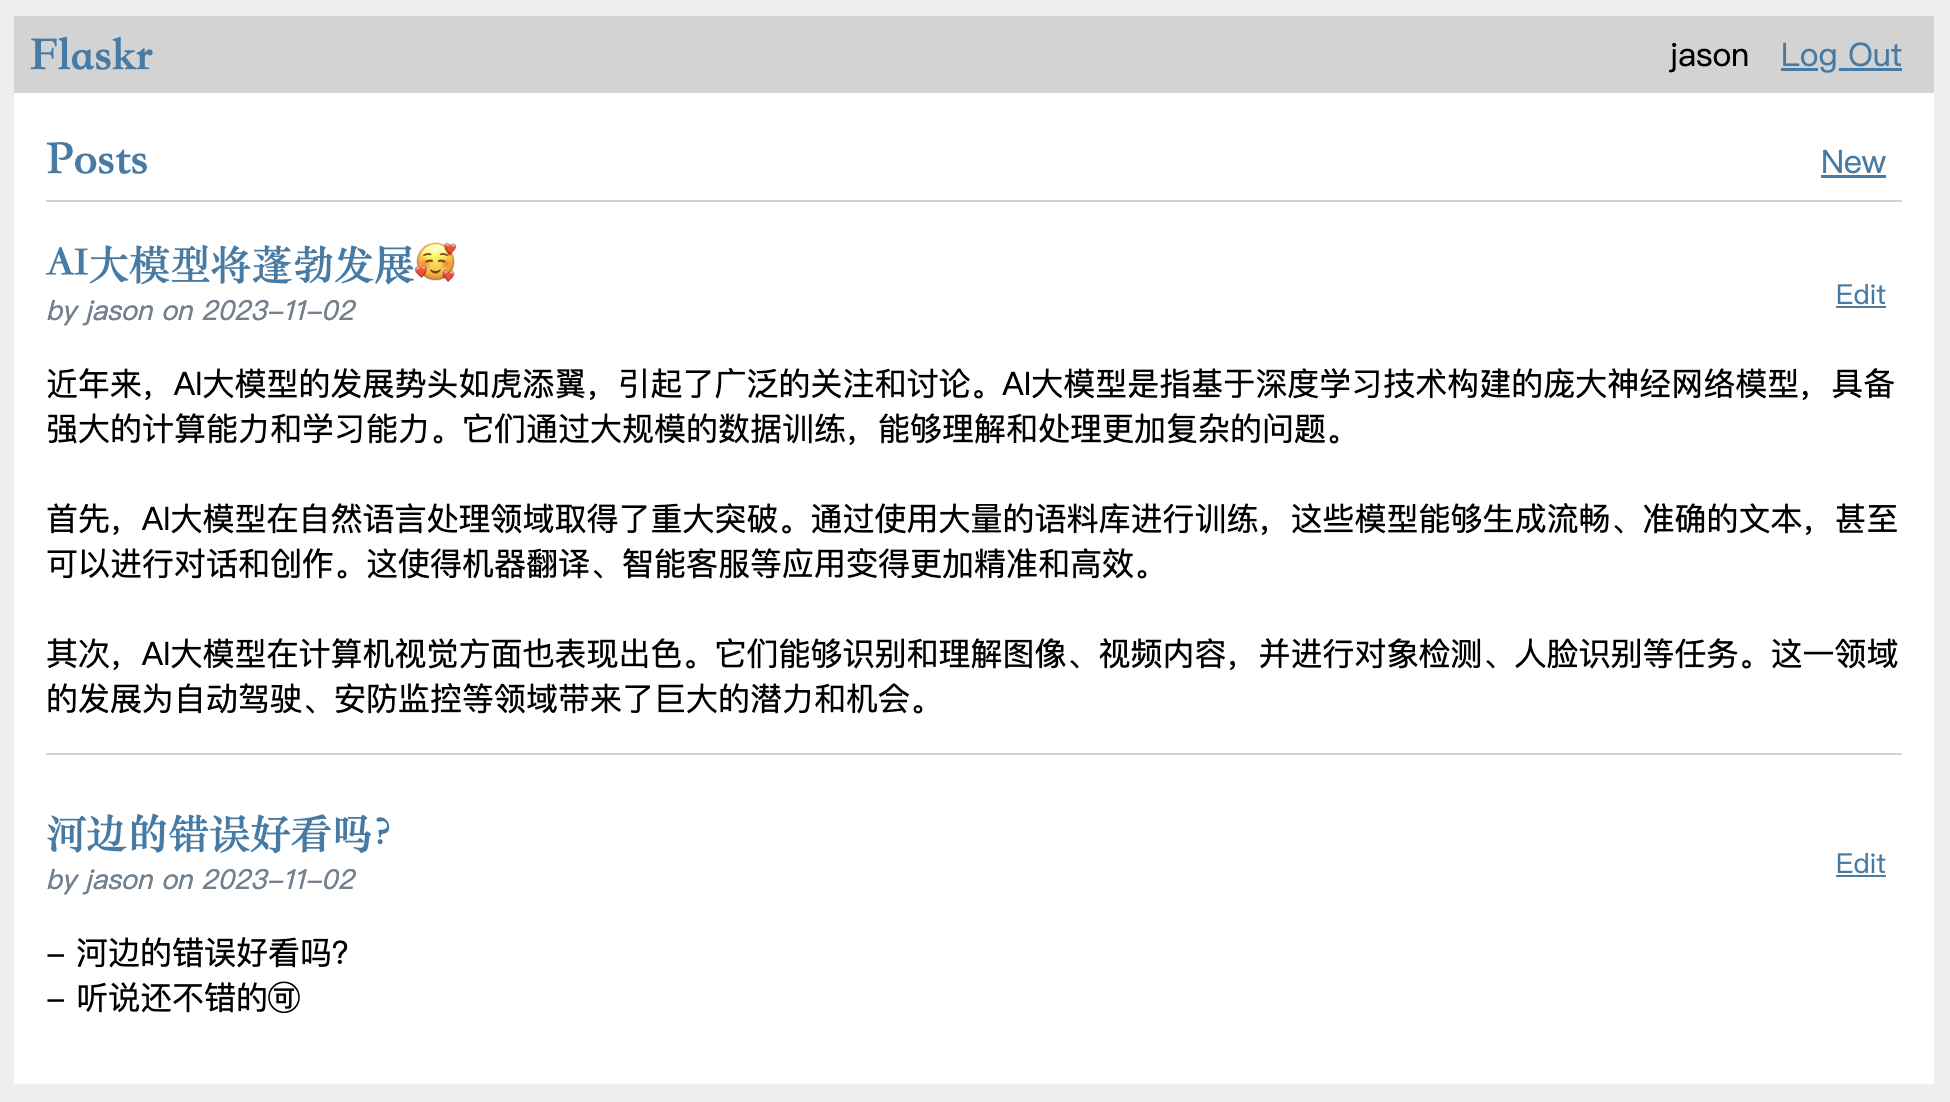 Flaskr
jason Log Out
Posts
New
AI大模型将蓬勃发展🥰
by jason on 2023-11-02
Edit
近年来，AI大模型的发展势头如虎添翼，引起了广泛的关注和讨论。AI大模型是指基于深度学习技术构建的庞大神经网络模型，具备
强大的计算能力和学习能力。它们通过大规模的数据训练，能够理解和处理更加复杂的问题。
首先，AI大模型在自然语言处理领域取得了重大突破。通过使用大量的语料库进行训练，这些模型能够生成流畅、准确的文本，甚至
可以进行对话和创作。这使得机器翻译、智能客服等应用变得更加精准和高效。
其次，AI大模型在计算机视觉方面也表现出色。它们能够识别和理解图像、视频内容，并进行对象检测、人脸识别等任务。这一领域
的发展为自动驾驶、安防监控等领域带来了巨大的潜力和机会。
河边的错误好看吗?
by jason on 2023-11-02
Edit
- 河边的错误好看吗?
- 听说还不错的🉑